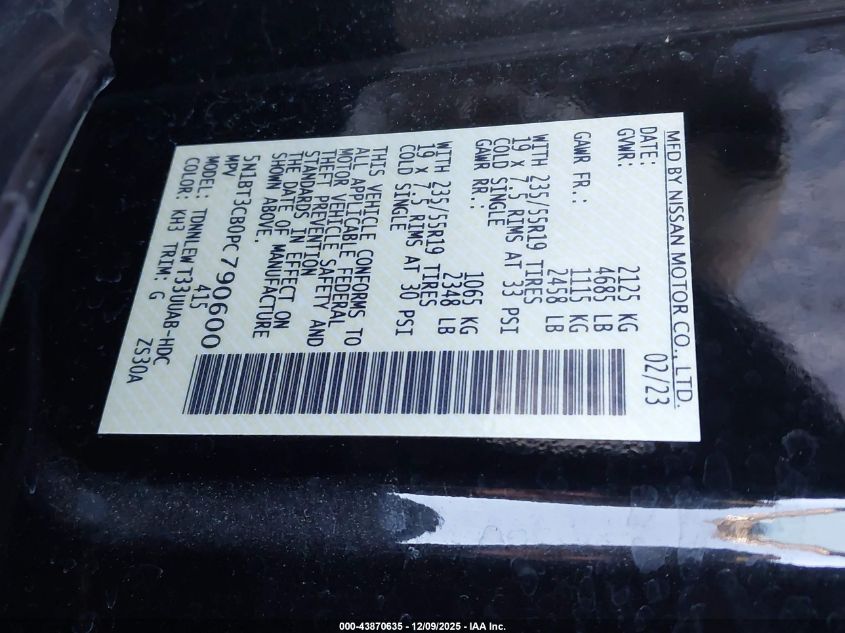 MFD BY NISSAN MOTOR CO., LTD.
DATE: 02/23
GVWR: 2125 KG
4685 LB
GAWR FR.: 1115 KG
2458 LB
WITH 235/55R19 TIRES
19 X 7.5 RIMS AT 33 PSI
COLD SINGLE
GAWR RR.: 1065 KG
2348 LB
WITH 235/55R19 TIRES
19 X 7.5 RIMS AT 30 PSI
COLD SINGLE
THIS VEHICLE CONFORMS TO
ALL APPLICABLE FEDERAL
MOTOR VEHICLE SAFETY AND
THEFT PREVENTION
STANDARDS IN EFFECT ON
THE DATE OF MANUFACTURE
SHOWN ABOVE.
5N1BT3CB0PC790600
MPV 415
MODEL: TDNNLEWT33UUAB-HDC
COLOR: KH3 TRIM: G ZS30A
000-43870635 - 12/09/2025 - IAA Inc.